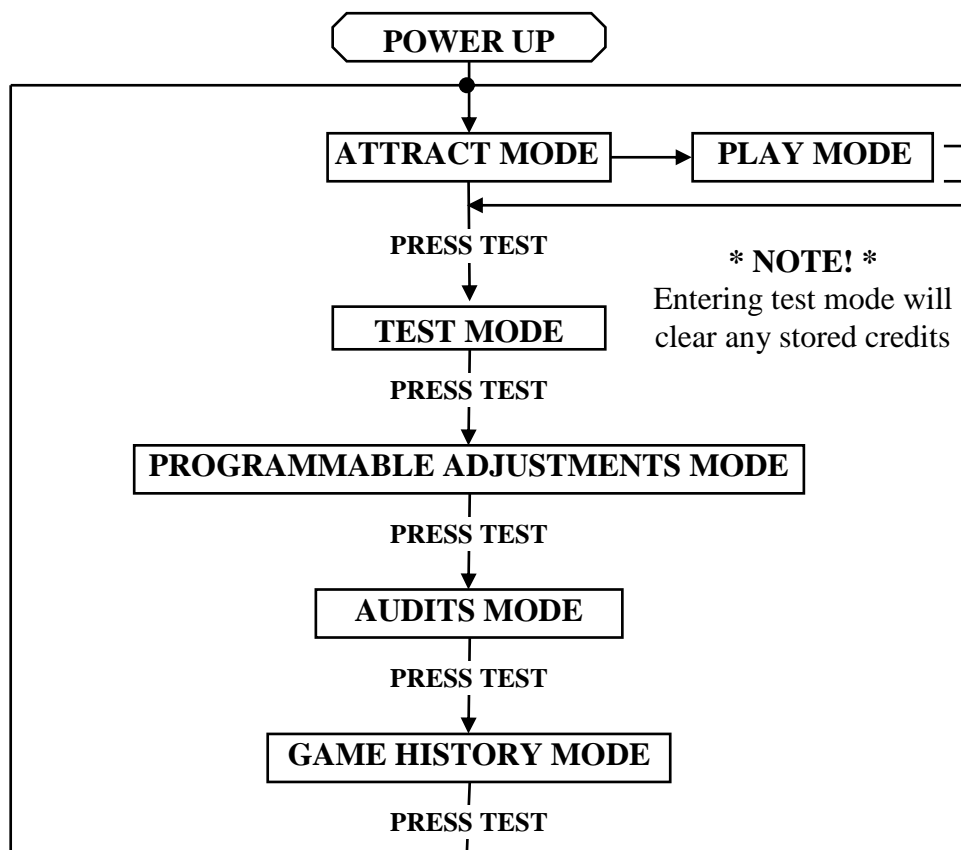 POWER UP
ATTRACT MODE
PLAY MODE
PRESS TEST
* NOTE! *
Entering test mode will
clear any stored credits
TEST MODE
PRESS TEST
PROGRAMMABLE ADJUSTMENTS MODE
PRESS TEST
AUDITS MODE
PRESS TEST
GAME HISTORY MODE
PRESS TEST